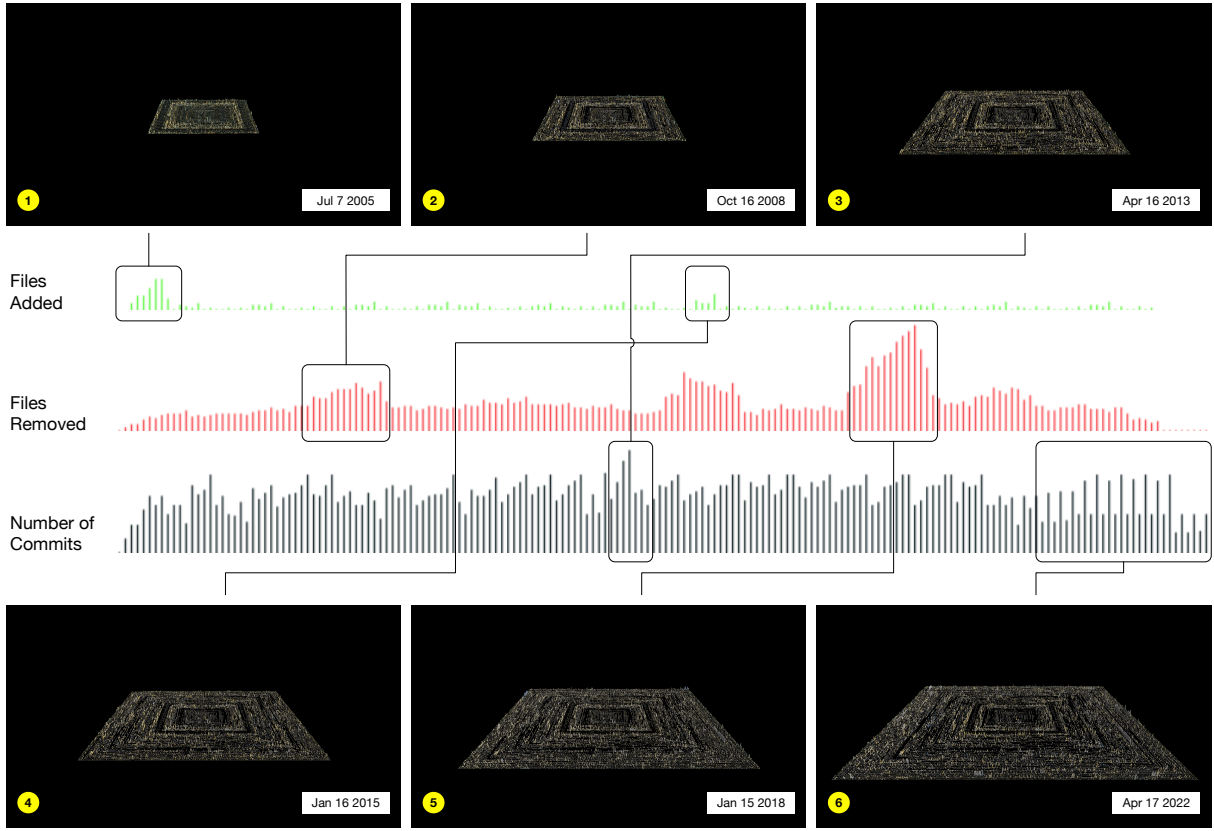 1
Jul 7 2005
2
Oct 16 2008
3
Apr 16 2013
Files
Added
Files
Removed
Number of
Commits
4
Jan 16 2015
5
Jan 15 2018
6
Apr 17 2022